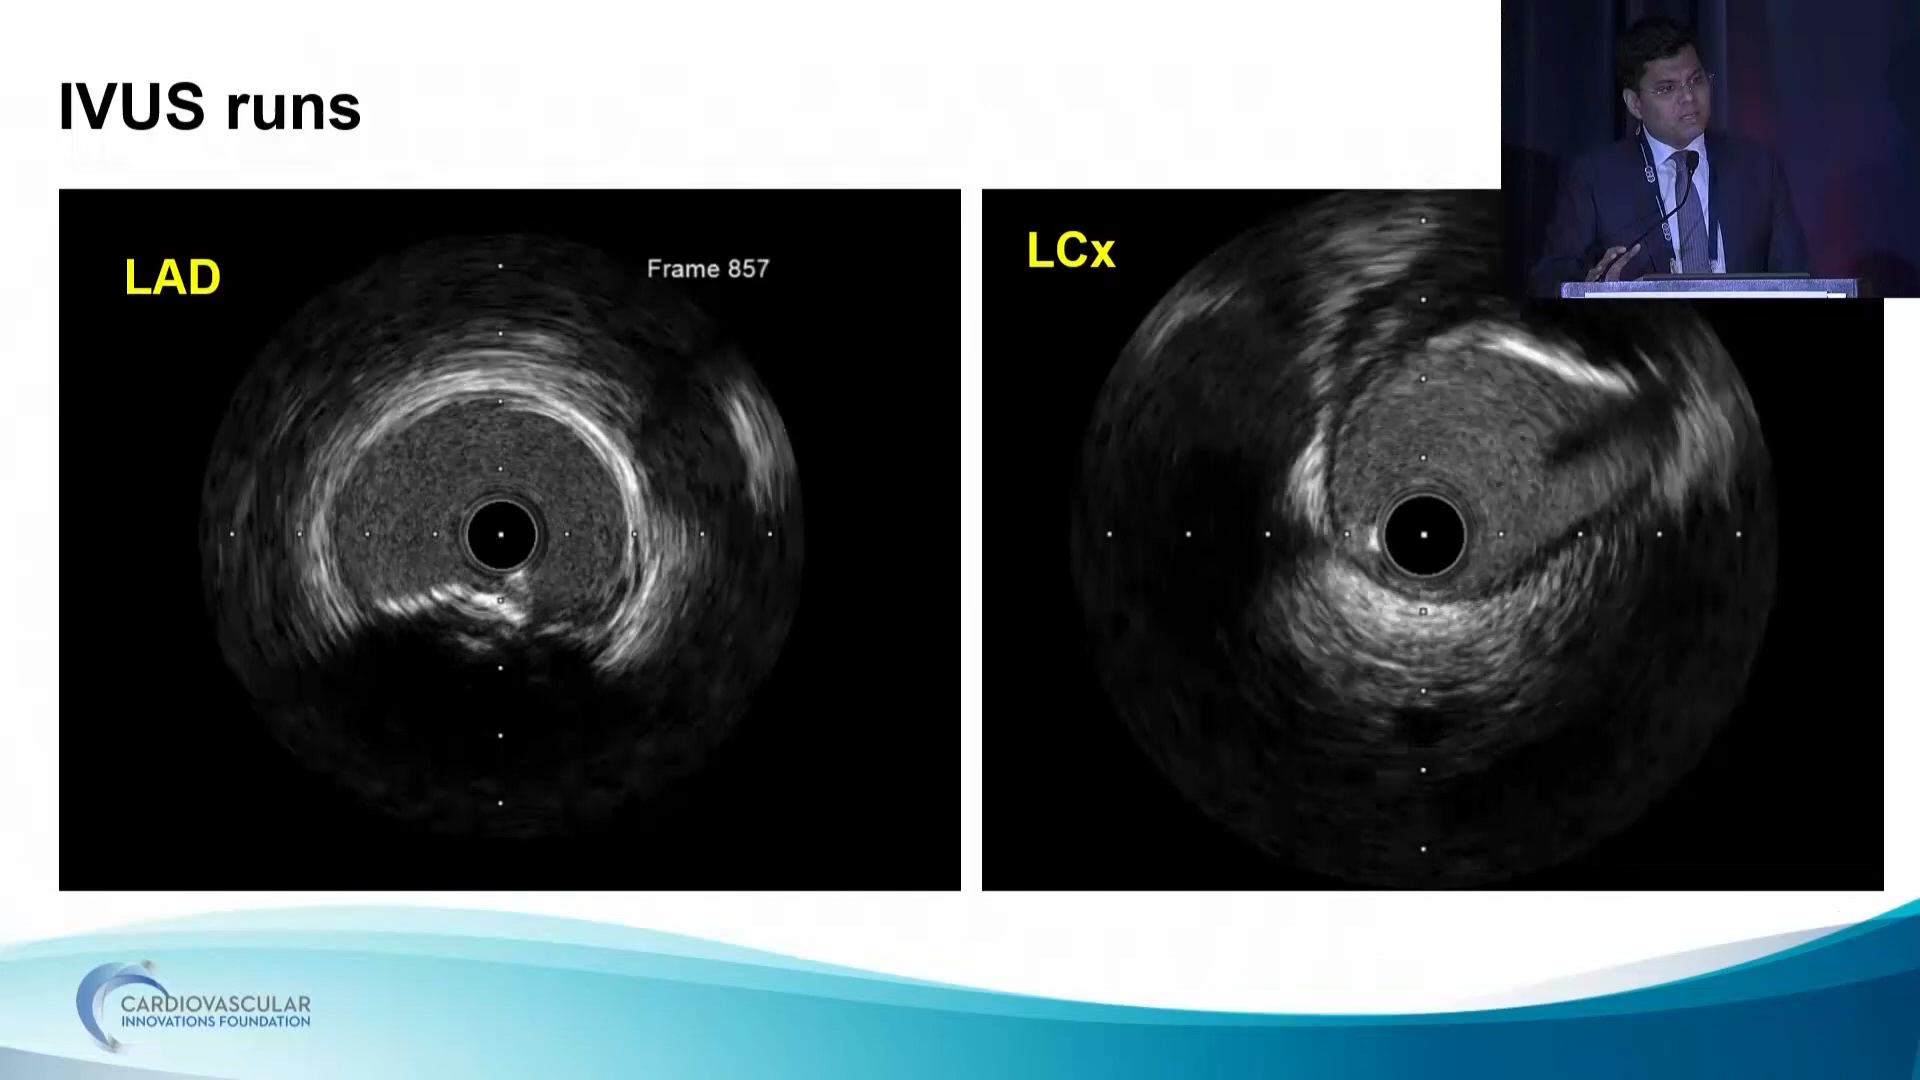 IVUS runs
LAD
Frame 857
LCx
CARDIOVASCULAR
INNOVATIONS FOUNDATION